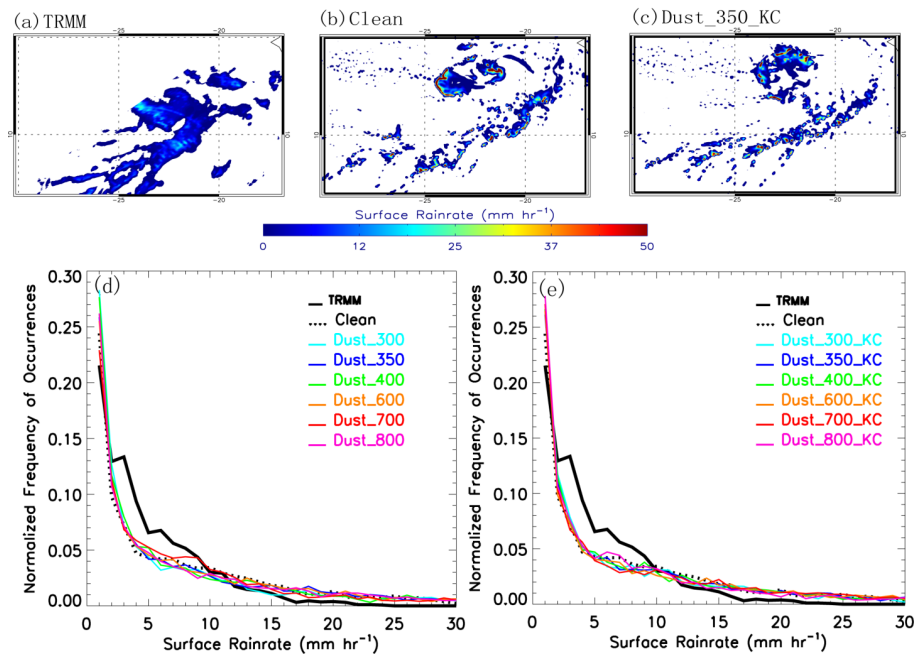 (a)TRMM
(b)Clean
(c)Dust_350_KC
-25 -20
-25 -20
-25 -20
10 10
10 10
10 10
-25 -20
-25 -20
-25 -20
Surface Rainrate (mm hr⁻¹)
0 12 25 37 50
(d)
Normalized Frequency of Occurrences
0.30
0.25
0.20
0.15
0.10
0.05
0.00
TRMM
Clean
Dust_300
Dust_350
Dust_400
Dust_600
Dust_700
Dust_800
0 5 10 15 20 25 30
Surface Rainrate (mm hr⁻¹)
(e)
Normalized Frequency of Occurrences
0.30
0.25
0.20
0.15
0.10
0.05
0.00
TRMM
Clean
Dust_300_KC
Dust_350_KC
Dust_400_KC
Dust_600_KC
Dust_700_KC
Dust_800_KC
0 5 10 15 20 25 30
Surface Rainrate (mm hr⁻¹)